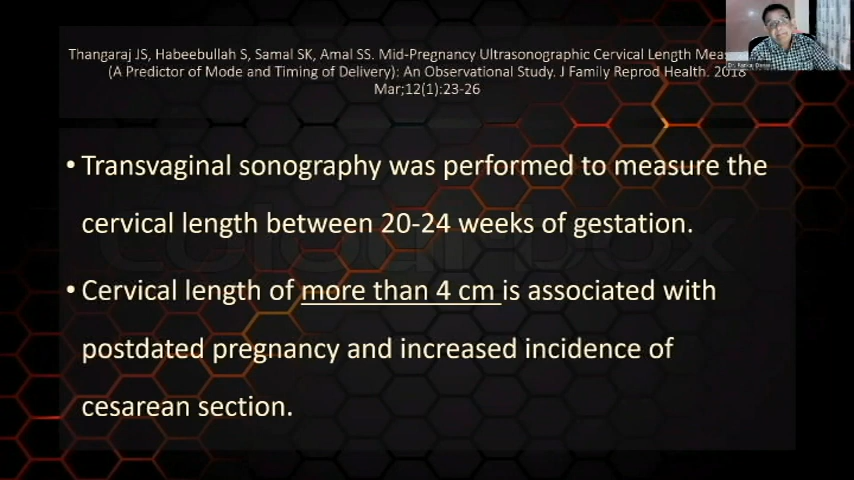 Thangaraj JS, Habeebullah S, Samal SK, Amal SS. Mid-Pregnancy Ultrasonographic Cervical Length
(A Predictor of Mode and Timing of Delivery): An Observational Study. J Family Reprod Health. 2018
Mar;12(1):23-26
• Transvaginal sonography was performed to measure the
cervical length between 20-24 weeks of gestation.
• Cervical length of more than 4 cm is associated with
postdated pregnancy and increased incidence of
cesarean section.